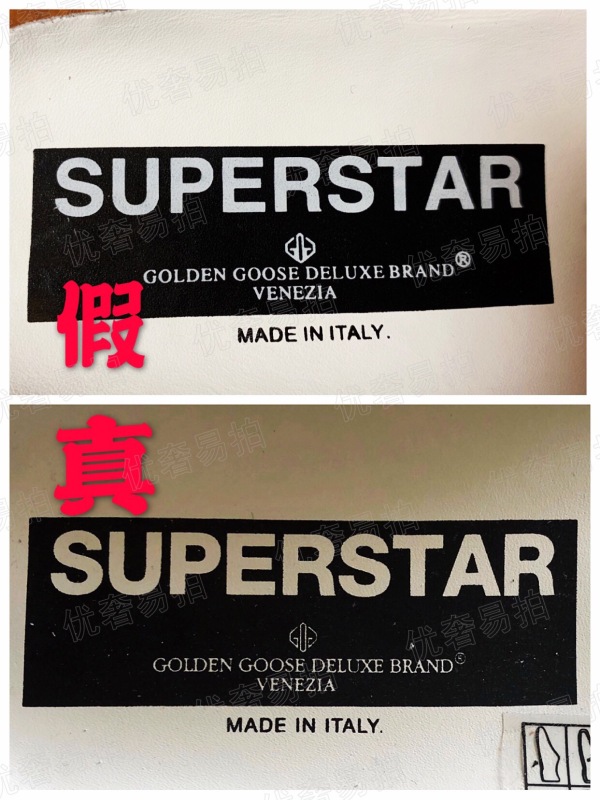 SUPERSTAR
GOLDEN GOOSE DELUXE BRAND®
VENEZIA
假
MADE IN ITALY.
真
SUPERSTAR
GOLDEN GOOSE DELUXE BRAND®
VENEZIA
MADE IN ITALY.
优奢易拍